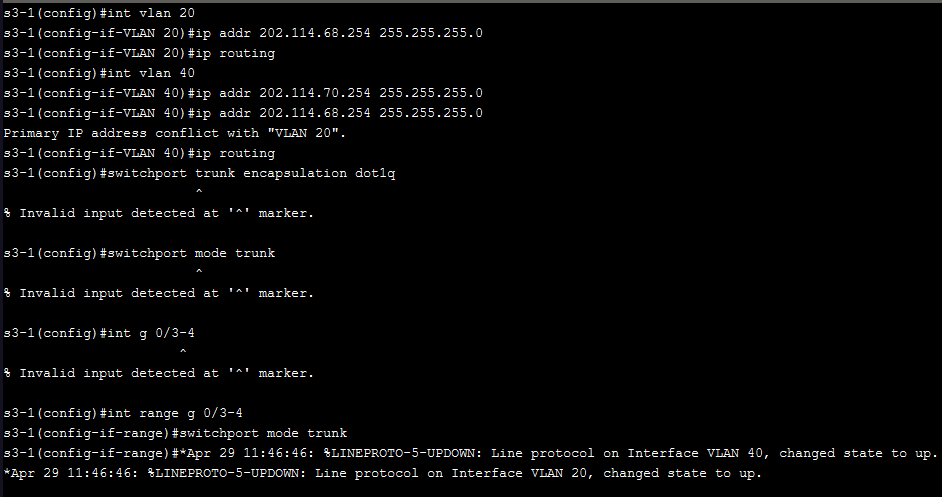 s3-1(config)#int vlan 20
s3-1(config-if-VLAN 20)#ip addr 202.114.68.254 255.255.255.0
s3-1(config-if-VLAN 20)#ip routing
s3-1(config)#int vlan 40
s3-1(config-if-VLAN 40)#ip addr 202.114.70.254 255.255.255.0
s3-1(config-if-VLAN 40)#ip addr 202.114.68.254 255.255.255.0
Primary IP address conflict with "VLAN 20".
s3-1(config-if-VLAN 40)#ip routing
s3-1(config)#switchport trunk encapsulation dot1q
^
% Invalid input detected at '^' marker.
s3-1(config)#switchport mode trunk
^
% Invalid input detected at '^' marker.
s3-1(config)#int g 0/3-4
^
% Invalid input detected at '^' marker.
s3-1(config)#int range g 0/3-4
s3-1(config-if-range)#switchport mode trunk
s3-1(config-if-range)#*Apr 29 11:46:46: %LINEPROTO-5-UPDOWN: Line protocol on Interface VLAN 40, changed state to up.
*Apr 29 11:46:46: %LINEPROTO-5-UPDOWN: Line protocol on Interface VLAN 20, changed state to up.